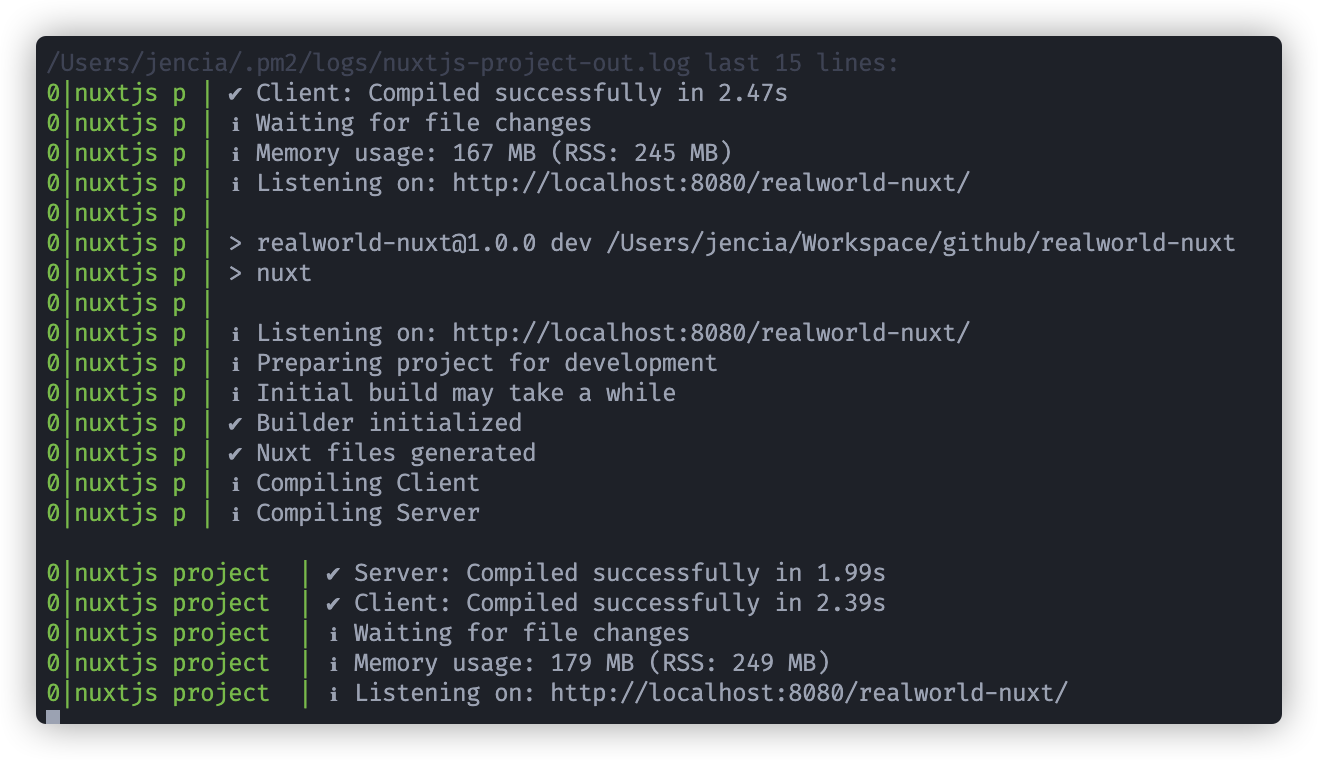 /Users/jencia/.pm2/logs/nuxtjs-project-out.log last 15 lines:
0|nuxtjs p | ✔ Client: Compiled successfully in 2.47s
0|nuxtjs p | ℹ Waiting for file changes
0|nuxtjs p | ℹ Memory usage: 167 MB (RSS: 245 MB)
0|nuxtjs p | ℹ Listening on: http://localhost:8080/realworld-nuxt/
0|nuxtjs p |
0|nuxtjs p | > realworld-nuxt@1.0.0 dev /Users/jencia/Workspace/github/realworld-nuxt
0|nuxtjs p | > nuxt
0|nuxtjs p |
0|nuxtjs p | ℹ Listening on: http://localhost:8080/realworld-nuxt/
0|nuxtjs p | ℹ Preparing project for development
0|nuxtjs p | ℹ Initial build may take a while
0|nuxtjs p | ✔ Builder initialized
0|nuxtjs p | ✔ Nuxt files generated
0|nuxtjs p | ℹ Compiling Client
0|nuxtjs p | ℹ Compiling Server
0|nuxtjs project  | ✔ Server: Compiled successfully in 1.99s
0|nuxtjs project  | ✔ Client: Compiled successfully in 2.39s
0|nuxtjs project  | ℹ Waiting for file changes
0|nuxtjs project  | ℹ Memory usage: 179 MB (RSS: 249 MB)
0|nuxtjs project  | ℹ Listening on: http://localhost:8080/realworld-nuxt/